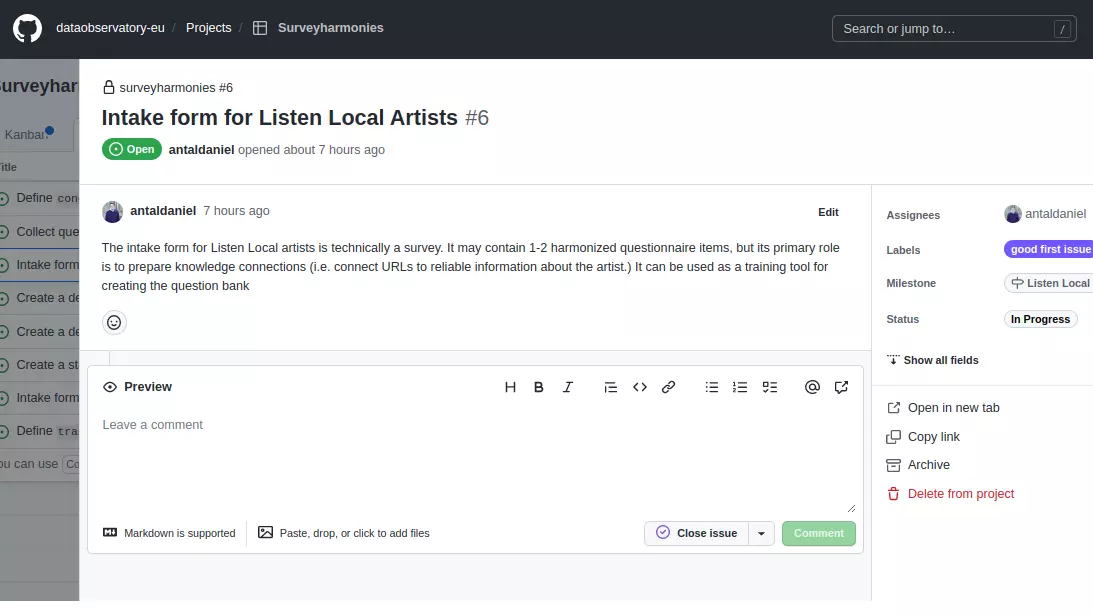 dataobservatory-eu / Projects / Surveyharmonies
Search or jump to… /
urveyhar
Kanban
Title
Define con
Collect que
Intake form
Create a de
Create a de
Create a st
Intake form
Define tra
ou can use Co
surveyharmonies #6
Intake form for Listen Local Artists #6
Open antaldaniel opened about 7 hours ago
antaldaniel 7 hours ago Edit
The intake form for Listen Local artists is technically a survey. It may contain 1-2 harmonized questionnaire items, but its primary role
is to prepare knowledge connections (i.e. connect URLs to reliable information about the artist.) It can be used as a training tool for
creating the question bank
Preview H B I
Leave a comment
Markdown is supported Paste, drop, or click to add files Close issue Comment
Assignees antaldaniel
Labels good first issue
Milestone Listen Local
Status In Progress
Show all fields
Open in new tab
Copy link
Archive
Delete from project